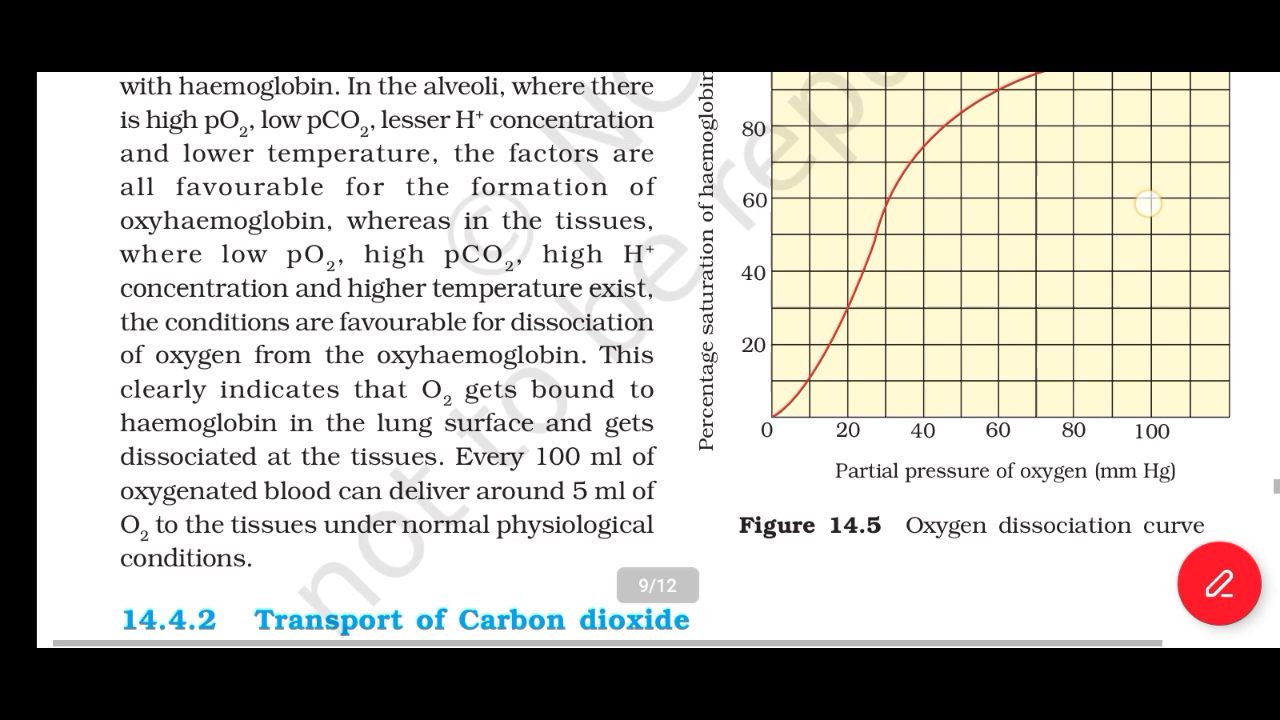 with haemoglobin. In the alveoli, where there
is high pO₂, low pCO₂, lesser H⁺ concentration
and lower temperature, the factors are
all favourable for the formation of
oxyhaemoglobin, whereas in the tissues,
where low pO₂, high pCO₂, high H⁺
concentration and higher temperature exist,
the conditions are favourable for dissociation
of oxygen from the oxyhaemoglobin. This
clearly indicates that O₂ gets bound to
haemoglobin in the lung surface and gets
dissociated at the tissues. Every 100 ml of
oxygenated blood can deliver around 5 ml of
O₂ to the tissues under normal physiological
conditions.
9/12
14.4.2 Transport of Carbon dioxide
Percentage saturation of haemoglobin
80
60
40
20
0 20 40 60 80 100
Partial pressure of oxygen (mm Hg)
Figure 14.5 Oxygen dissociation curve
not to be